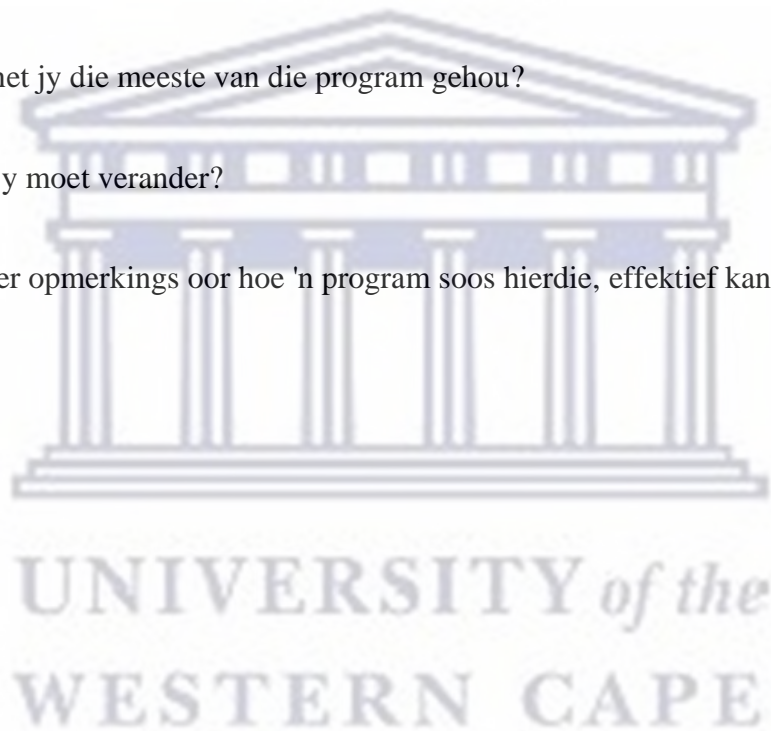 het jy die meeste van die program gehou?
y moet verander?
er opmerkings oor hoe 'n program soos hierdie, effektief kan
UNIVERSITY of the
WESTERN CAPE